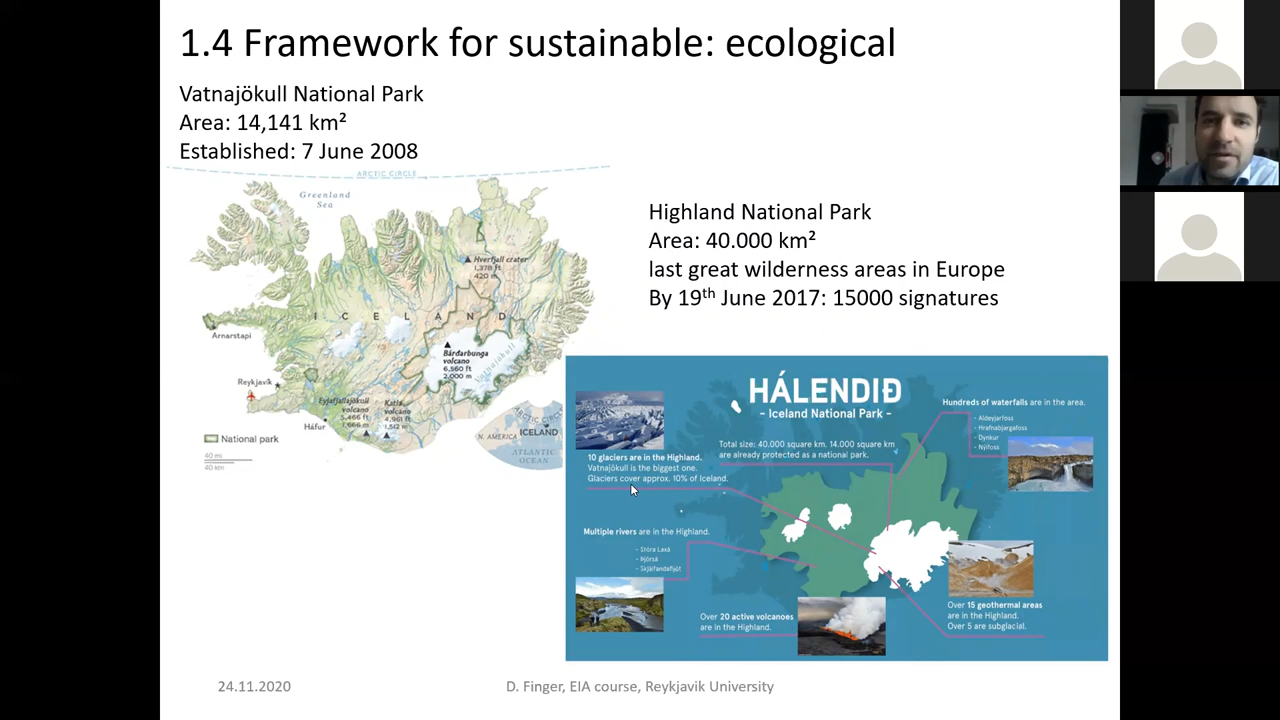 1.4 Framework for sustainable: ecological
Vatnajökull National Park
Area: 14,141 km²
Established: 7 June 2008
ARCTIC CIRCLE
Greenland
Sea
Hverfjall crater
1,378 ft
420 m
ICELAND
Arnarstapi
Bárðarbunga
volcano
6,560 ft
2,000 m
Vatnajökull
Reykjavík
Eyjafjallajökull
volcano
5,466 ft
1,666 m
Katla
volcano
4,961 ft
1,512 m
Háfur
National park
40 mi
40 km
ARCTIC CIRCLE
N. AMERICA
ICELAND
ATLANTIC
OCEAN
Highland National Park
Area: 40.000 km²
last great wilderness areas in Europe
By 19th June 2017: 15000 signatures
HÁLENDIÐ
– Iceland National Park –
Total size: 40.000 square km. 14.000 square km
are already protected as a national park.
Hundreds of waterfalls are in the area.
- Aldeyjarfoss
- Hrafnabjargafoss
- Dynkur
- Nýifoss
10 glaciers are in the Highland.
Vatnajökull is the biggest one.
Glaciers cover approx. 10% of Iceland.
Multiple rivers are in the Highland.
- Stóra Laxá
- Þjórsá
- Skjálfandafljót
Over 20 active volcanoes
are in the Highland.
Over 15 geothermal areas
are in the Highland.
Over 5 are subglacial.
24.11.2020
D. Finger, EIA course, Reykjavik University